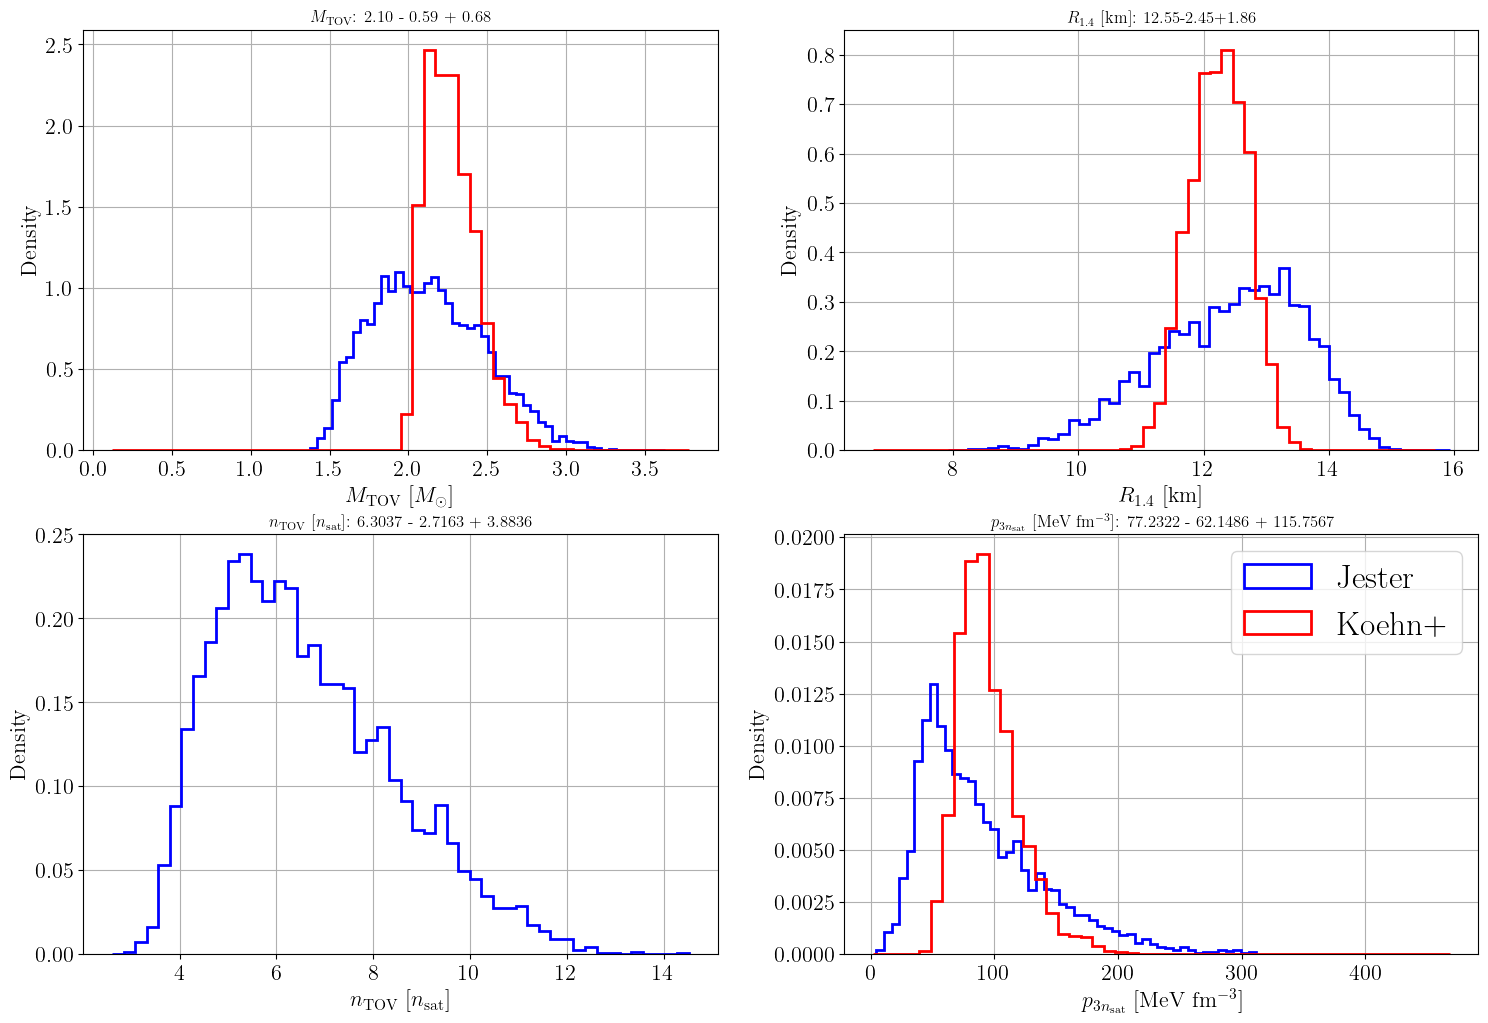 M_TOV: 2.10 - 0.59 + 0.68
Density
2.5
2.0
1.5
1.0
0.5
0.0
0.0 0.5 1.0 1.5 2.0 2.5 3.0 3.5
M_TOV [M_⊙]
R_1.4 [km]: 12.55-2.45+1.86
Density
0.8
0.7
0.6
0.5
0.4
0.3
0.2
0.1
0.0
8 10 12 14 16
R_1.4 [km]
n_TOV [n_sat]: 6.3037 - 2.7163 + 3.8836
Density
0.25
0.20
0.15
0.10
0.05
0.00
4 6 8 10 12 14
n_TOV [n_sat]
p_3n_sat [MeV fm^−3]: 77.2322 - 62.1486 + 115.7567
Density
0.0200
0.0175
0.0150
0.0125
0.0100
0.0075
0.0050
0.0025
0.0000
Jester
Koehn+
0 100 200 300 400
p_3n_sat [MeV fm^−3]